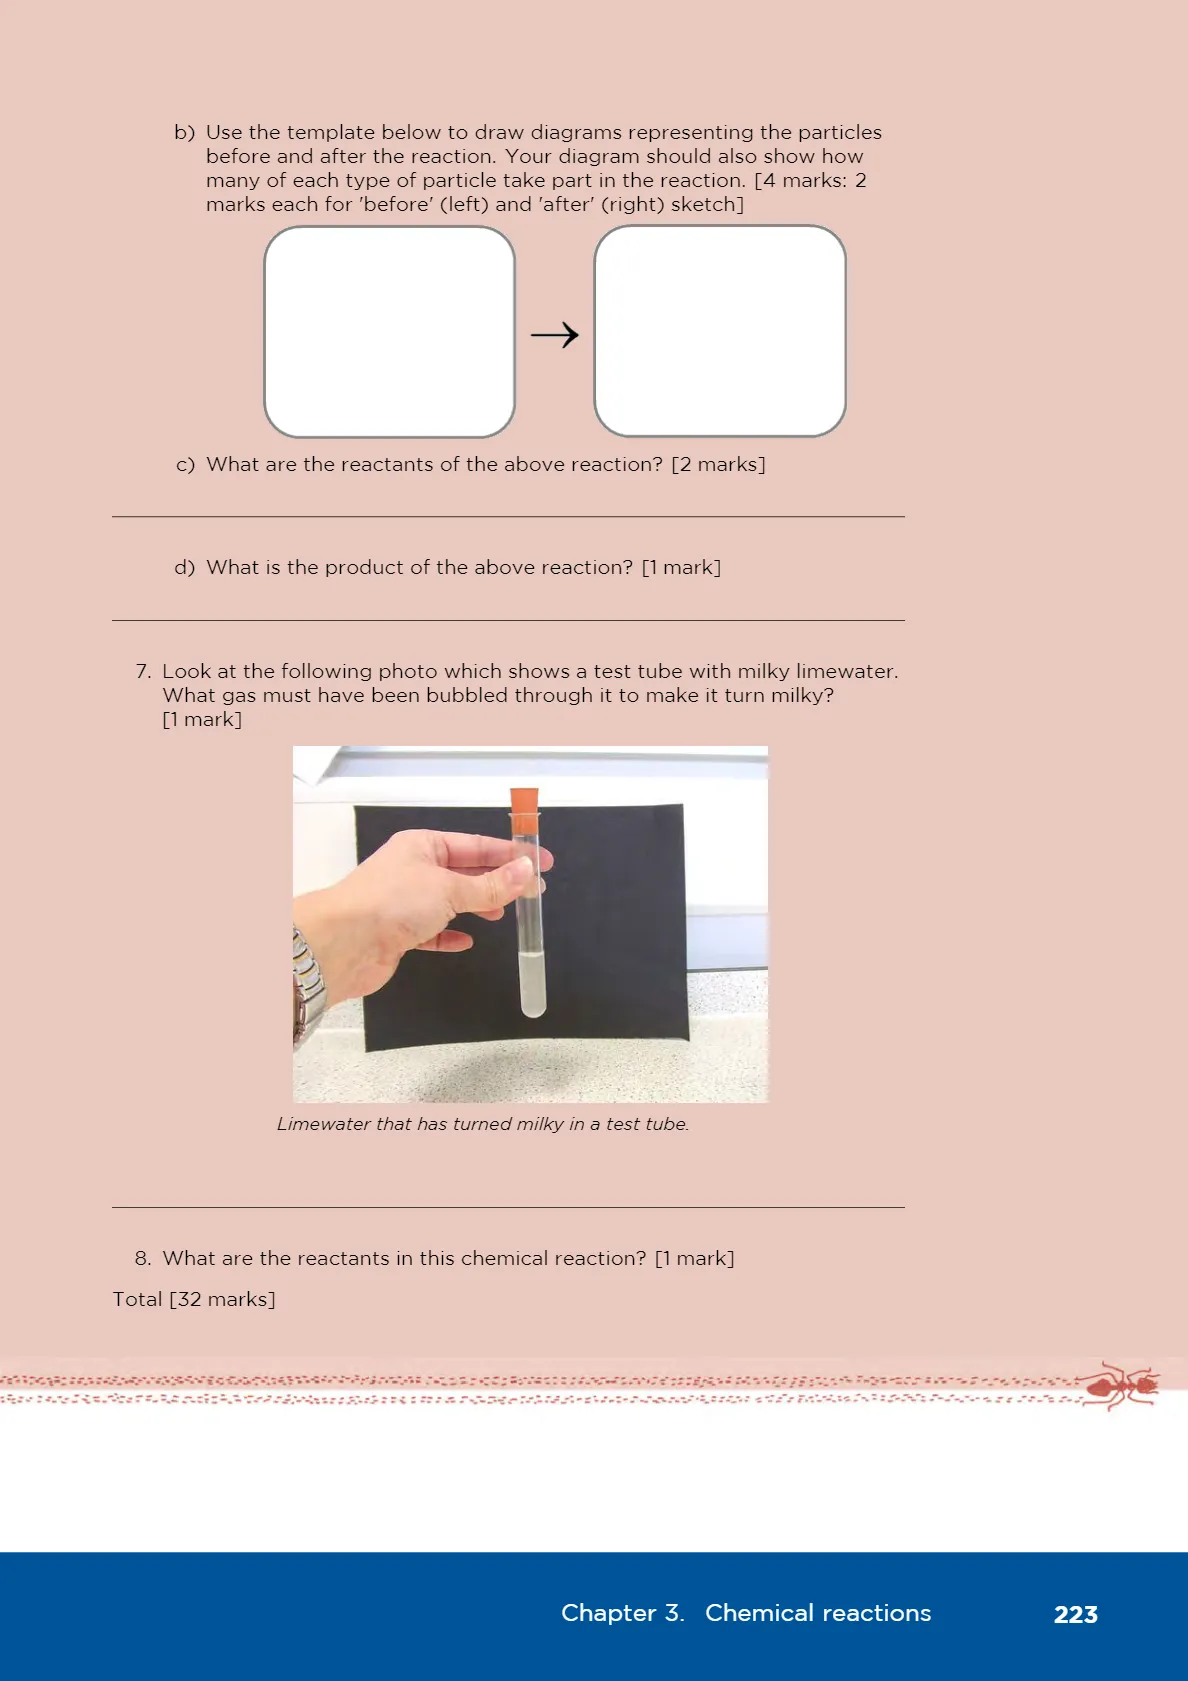 b) Use the template below to draw diagrams representing the particles
before and after the reaction. Your diagram should also show how
many of each type of particle take part in the reaction. [4 marks: 2
marks each for 'before' (left) and 'after' (right) sketch]
c) What are the reactants of the above reaction? [2 marks]
d) What is the product of the above reaction? [1 mark]
7. Look at the following photo which shows a test tube with milky limewater.
What gas must have been bubbled through it to make it turn milky?
[1 mark]
Limewater that has turned milky in a test tube.
8. What are the reactants in this chemical reaction? [1 mark]
Total [32 marks]
Chapter 3. Chemical reactions 223